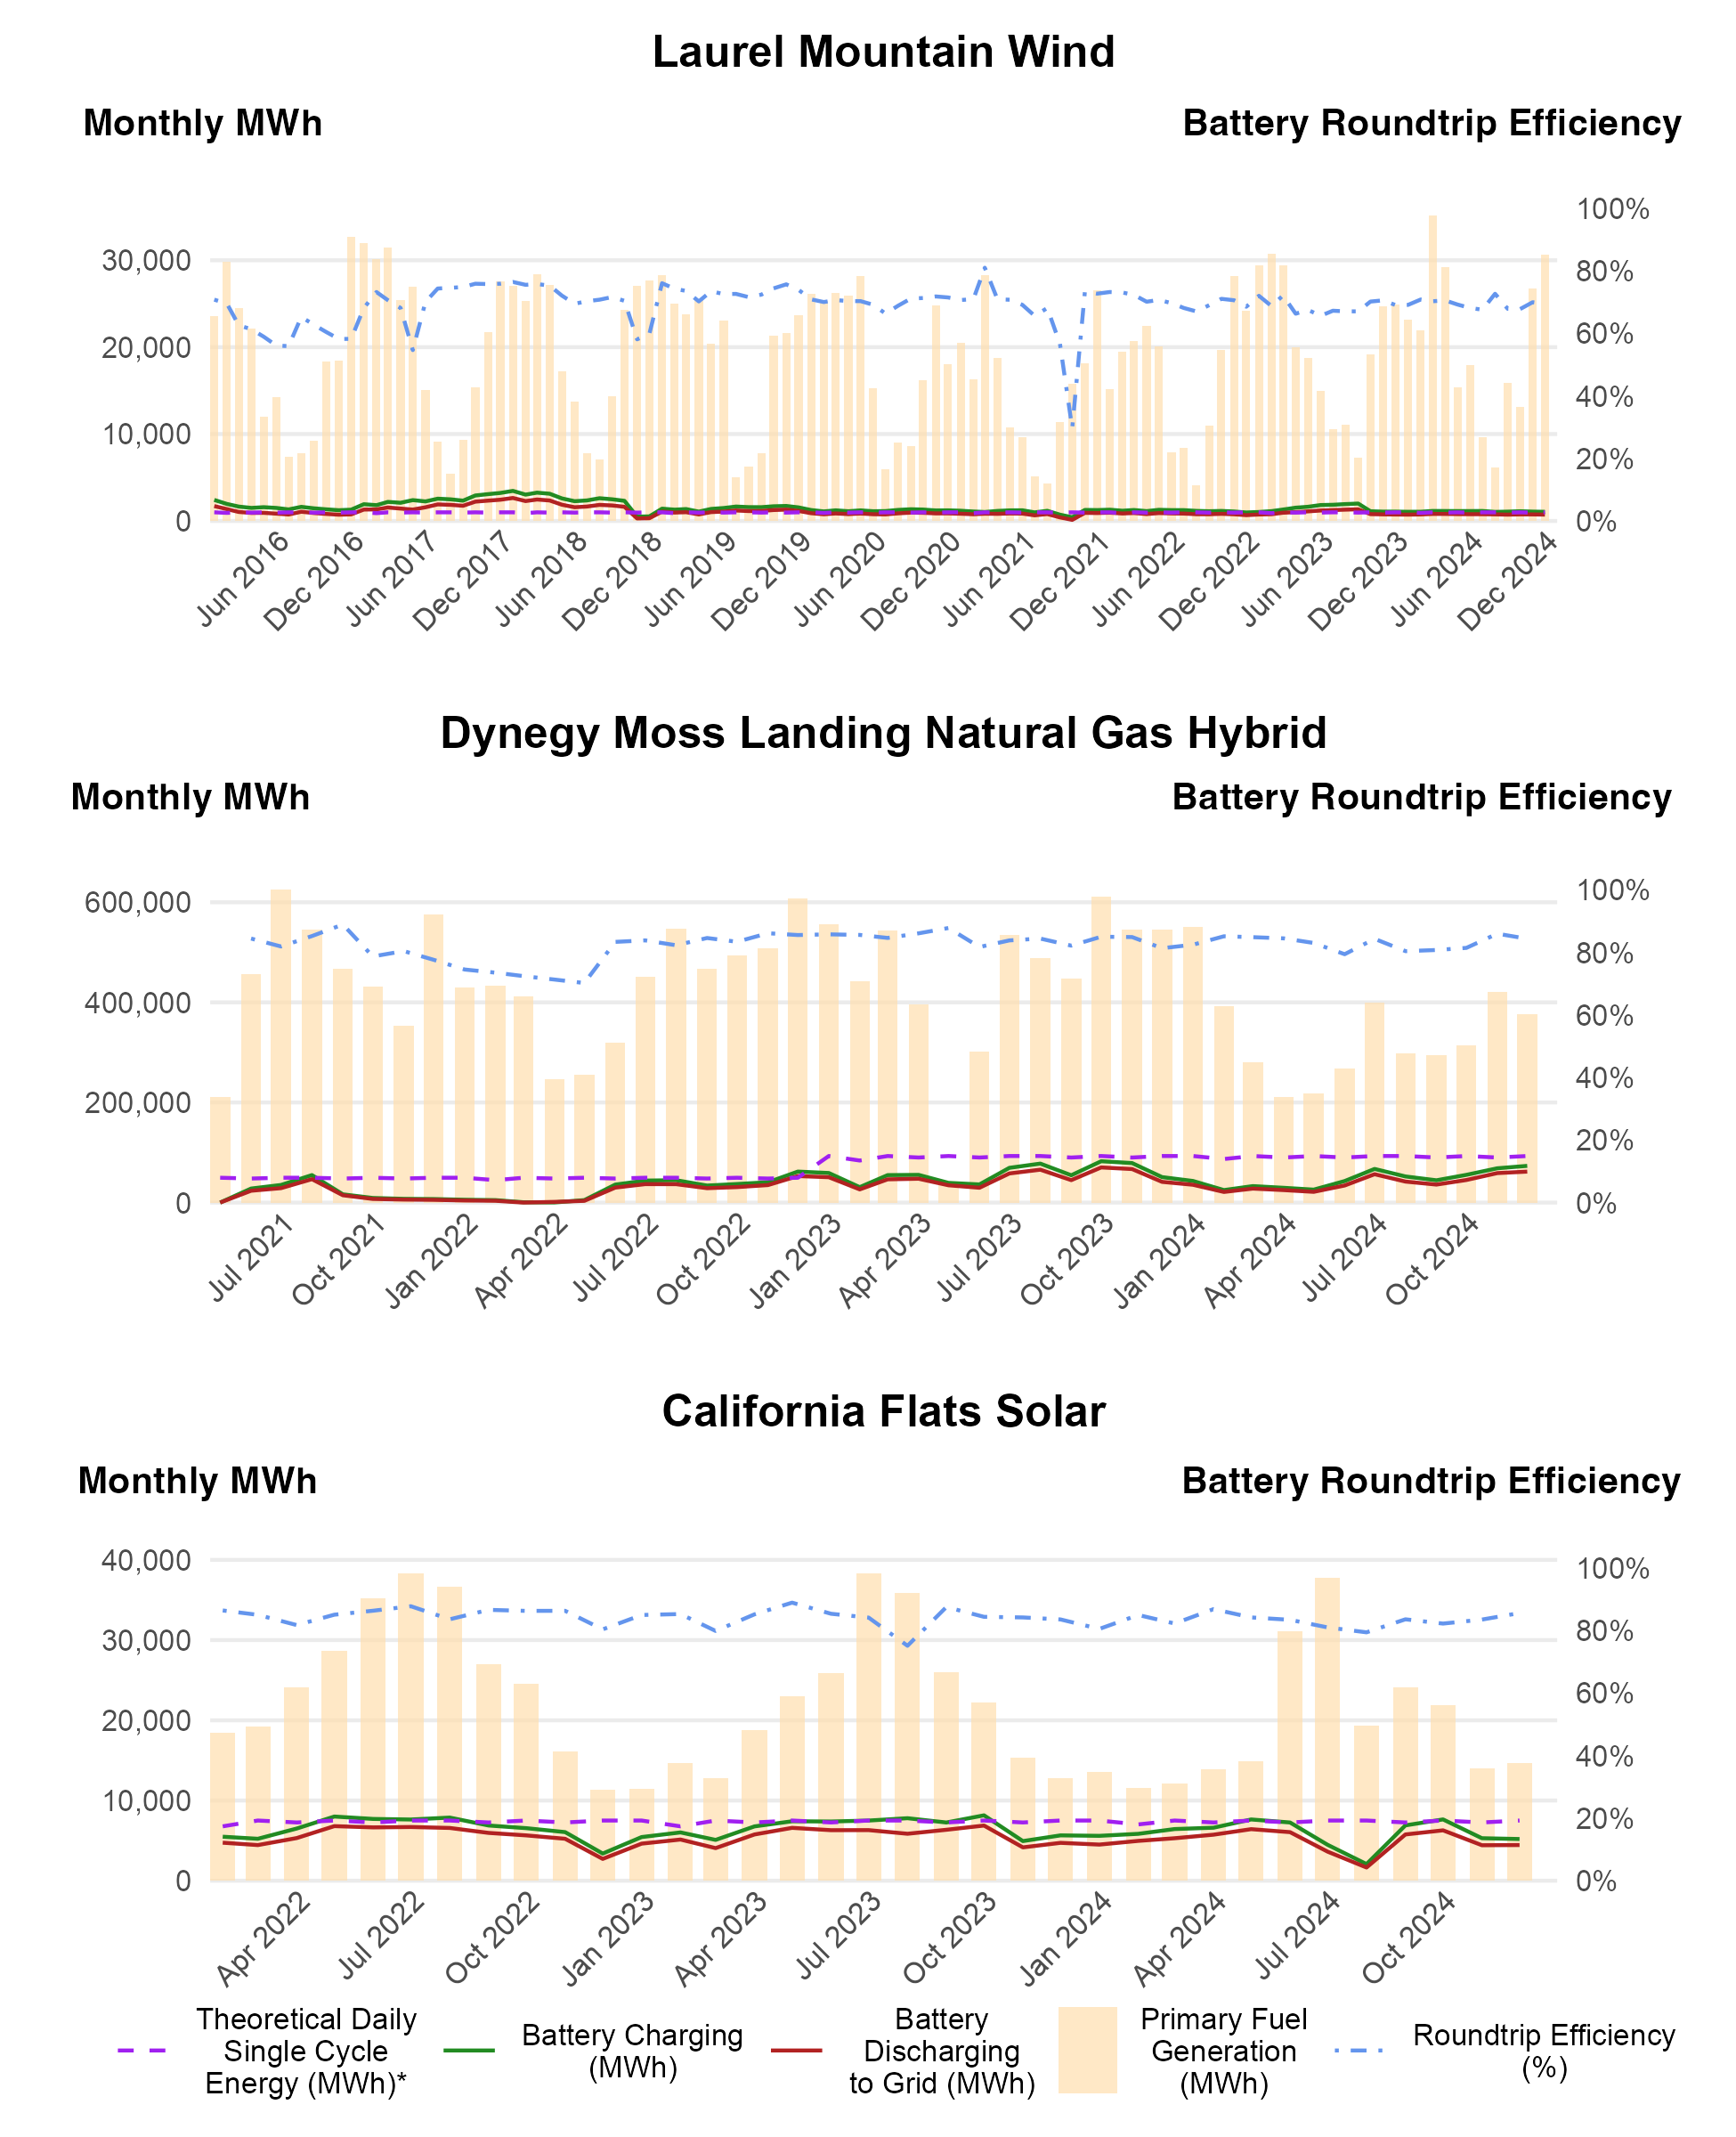 Laurel Mountain Wind
Monthly MWh
Battery Roundtrip Efficiency
30,000
20,000
10,000
0
100%
80%
60%
40%
20%
0%
Jun 2016
Dec 2016
Jun 2017
Dec 2017
Jun 2018
Dec 2018
Jun 2019
Dec 2019
Jun 2020
Dec 2020
Jun 2021
Dec 2021
Jun 2022
Dec 2022
Jun 2023
Dec 2023
Jun 2024
Dec 2024
Dynegy Moss Landing Natural Gas Hybrid
Monthly MWh
Battery Roundtrip Efficiency
600,000
400,000
200,000
0
100%
80%
60%
40%
20%
0%
Jul 2021
Oct 2021
Jan 2022
Apr 2022
Jul 2022
Oct 2022
Jan 2023
Apr 2023
Jul 2023
Oct 2023
Jan 2024
Apr 2024
Jul 2024
Oct 2024
California Flats Solar
Monthly MWh
Battery Roundtrip Efficiency
40,000
30,000
20,000
10,000
0
100%
80%
60%
40%
20%
0%
Apr 2022
Jul 2022
Oct 2022
Jan 2023
Apr 2023
Jul 2023
Oct 2023
Jan 2024
Apr 2024
Jul 2024
Oct 2024
Theoretical Daily
Single Cycle
Energy (MWh)*
Battery Charging
(MWh)
Battery
Discharging
to Grid (MWh)
Primary Fuel
Generation
(MWh)
Roundtrip Efficiency
(%)